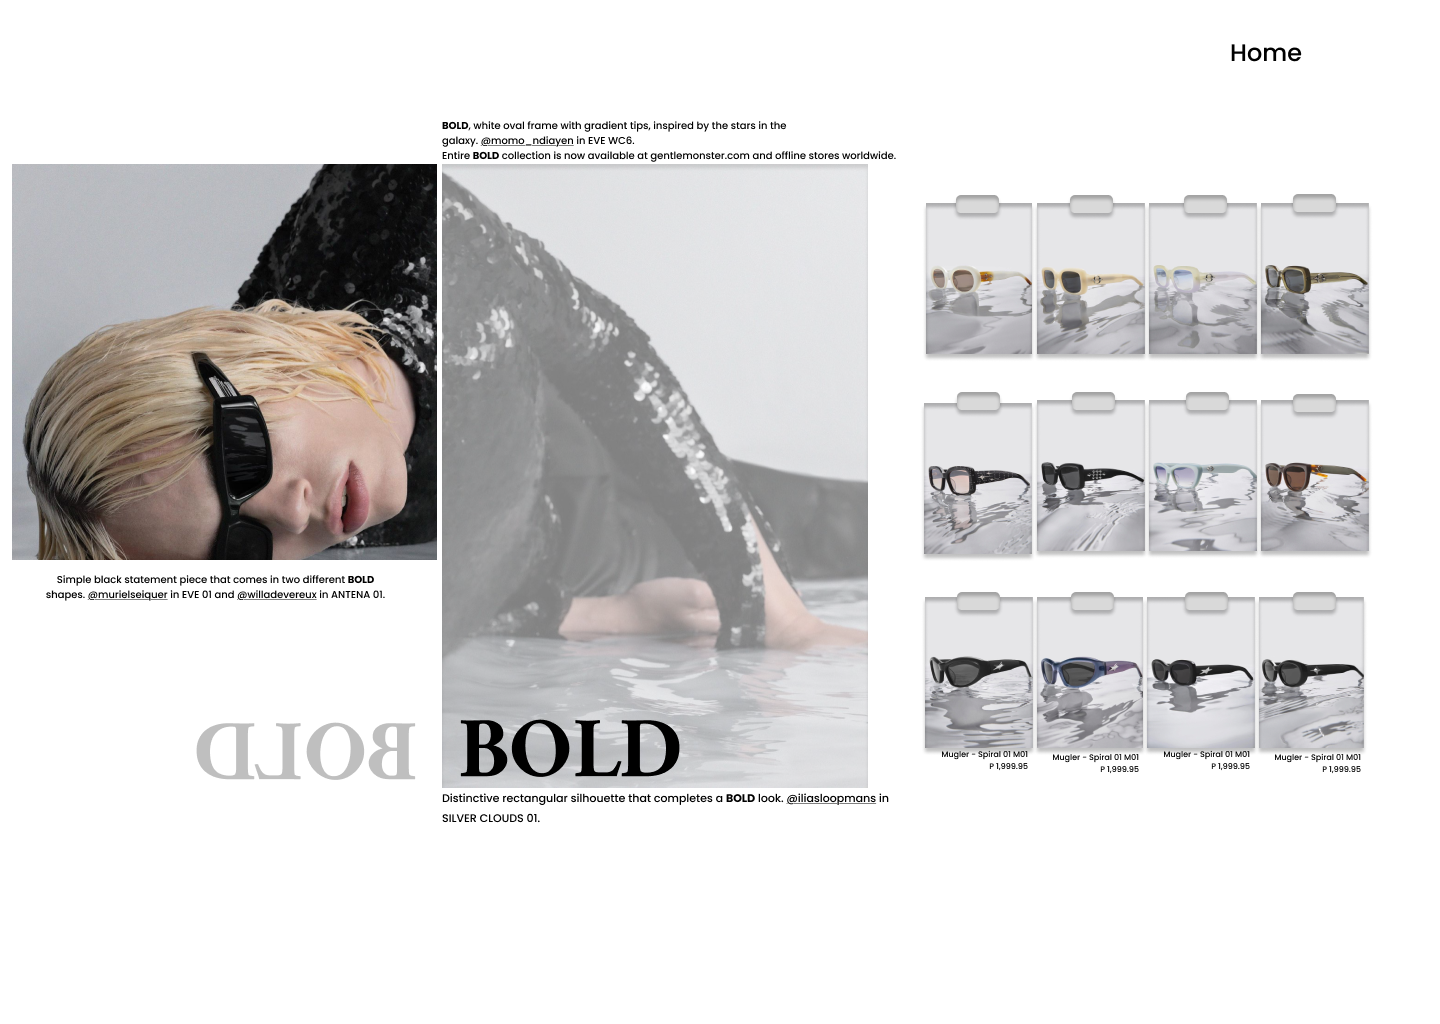 Home
BOLD, white oval frame with gradient tips, inspired by the stars in the
galaxy. @momo_ndiayen in EVE WC6.
Entire BOLD collection is now available at gentlemonster.com and offline stores worldwide.
Simple black statement piece that comes in two different BOLD
shapes. @murielseiquer in EVE 01 and @willadevereux in ANTENA 01.
BOLD
BOLD
Distinctive rectangular silhouette that completes a BOLD look. @iliasloopmans in
SILVER CLOUDS 01.
Mugler - Spiral 01 M01
P 1,999.95
Mugler - Spiral 01 M01
P 1,999.95
Mugler - Spiral 01 M01
P 1,999.95
Mugler - Spiral 01 M01
P 1,999.95